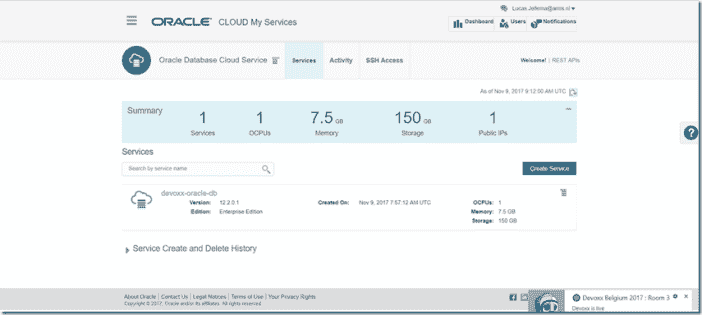 Lucas.Jellema@amis.nl
ORACLE CLOUD My Services
Dashboard Users Notifications
Oracle Database Cloud Service Services Activity SSH Access
Welcome! REST APIs
As of Nov 9, 2017 9:12:00 AM UTC
Summary
1 1 7.5 GB 150 GB 1
Services OCPUs Memory Storage Public IPs
?
Services
Search by service name
Create Service
devoxx-oracle-db
Version: 12.2.0.1 Created On: Nov 9, 2017 7:57:12 AM UTC OCPUs: 1
Edition: Enterprise Edition Memory: 7.5 GB
Storage: 150 GB
Service Create and Delete History
About Oracle | Contact Us | Legal Notices | Terms of Use | Your Privacy Rights
Copyright © 2017, Oracle and/or its affiliates. All rights reserved.
Devoxx Belgium 2017 : Room 3
Devoxx is live